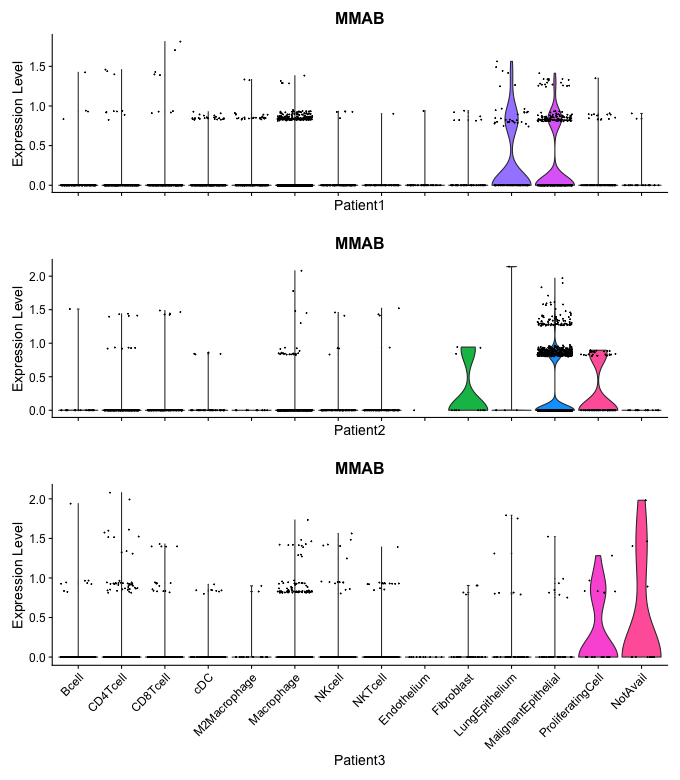 MMAB
Expression Level
1.5
1.0
0.5
0.0
Patient1
MMAB
Expression Level
2.0
1.5
1.0
0.5
0.0
Patient2
MMAB
Expression Level
2.0
1.5
1.0
0.5
0.0
Bcell
CD4Tcell
CD8Tcell
cDC
M2Macrophage
Macrophage
NKcell
NKTcell
Endothelium
Fibroblast
LungEpithelium
MalignantEpithelial
ProliferatingCell
NotAvail
Patient3